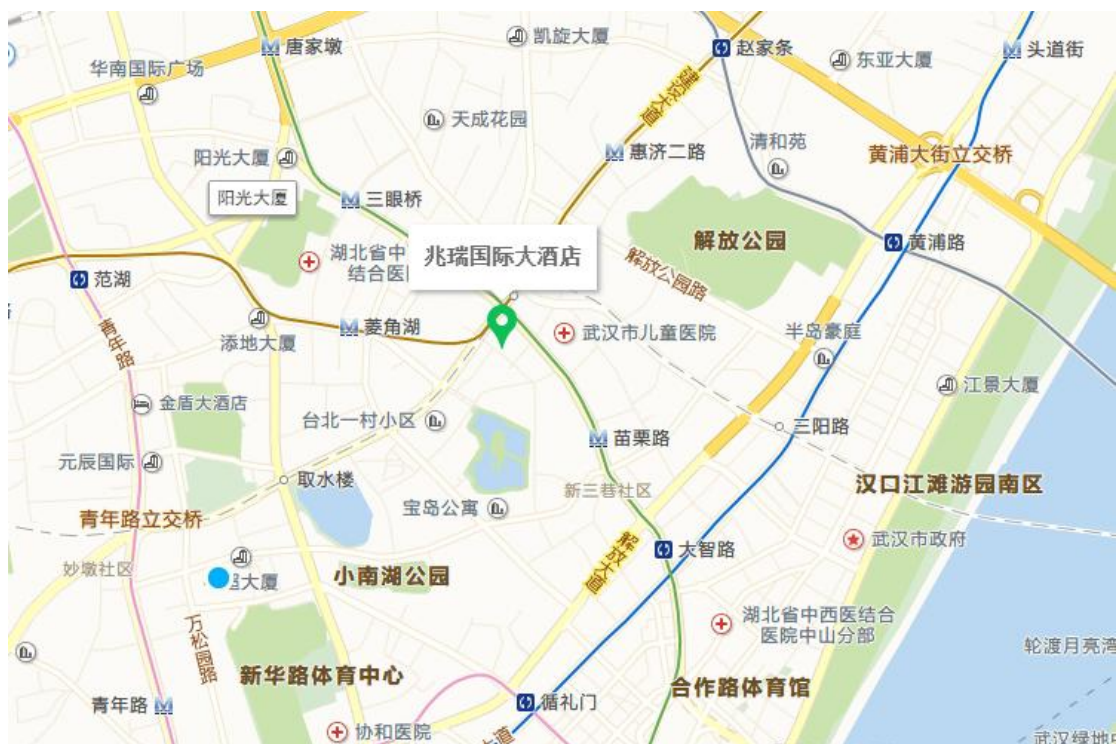 唐家墩
凯旋大厦
赵家条
头道街
华南国际广场
东亚大厦
建设大道
天成花园
惠济二路
清和苑
黄浦大街立交桥
阳光大厦
阳光大厦
三眼桥
解放公园
黄浦路
湖北省中
结合医
兆瑞国际大酒店
解放公园路
范湖
菱角湖
武汉市儿童医院
半岛豪庭
添地大厦
青年路
江景大厦
金盾大酒店
台北一村小区
苗栗路
三阳路
元辰国际
取水楼
新三巷社区
汉口江滩游园南区
宝岛公寓
青年路立交桥
解放大道
大智路
武汉市政府
妙墩社区
大厦
小南湖公园
湖北省中西医结合
医院中山分部
万松园路
轮渡月亮湾
新华路体育中心
合作路体育馆
青年路
循礼门
协和医院
大道
武汉绿地